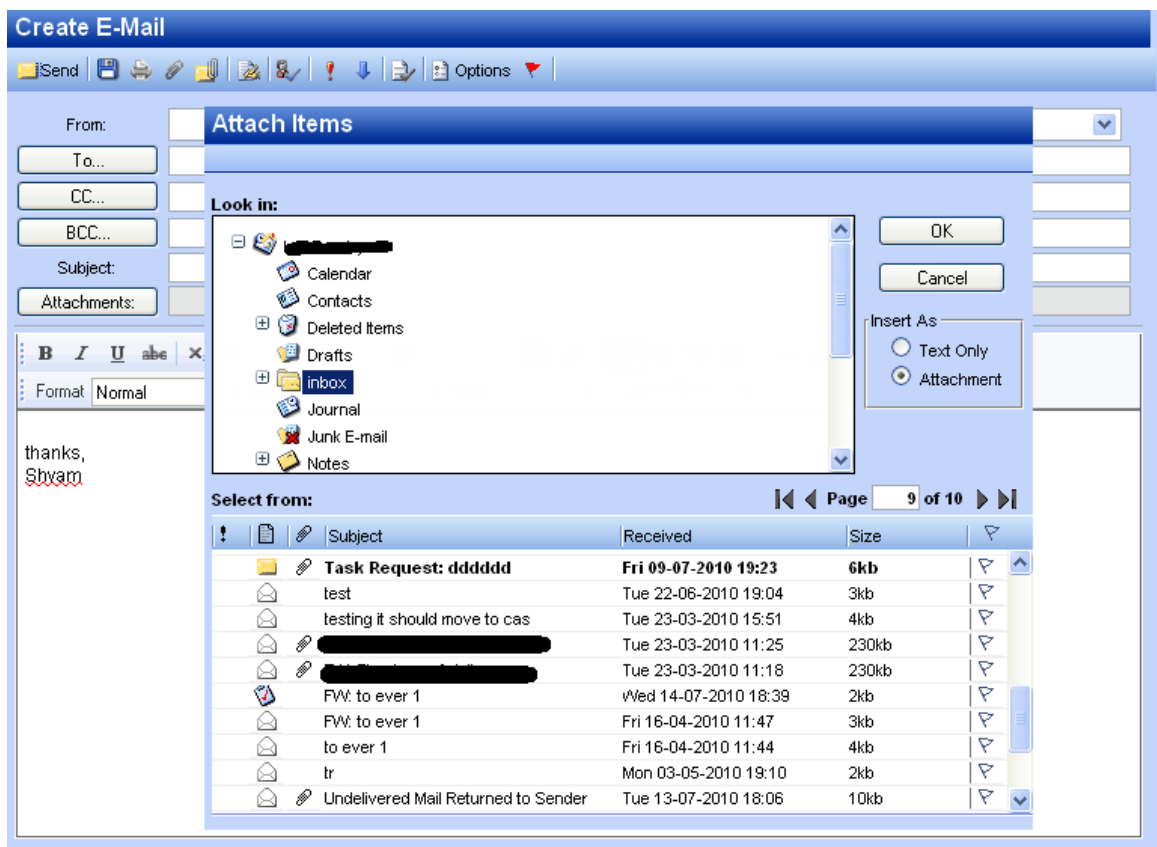 Create E-Mail
Send Options
From:
To...
CC...
BCC...
Subject:
Attachments:
B I U abc X
Format Normal
thanks,
Shyam
Attach Items
Look in:
Calendar
Contacts
Deleted Items
Drafts
inbox
Journal
Junk E-mail
Notes
OK
Cancel
Insert As
Text Only
Attachment
Select from:
Page 9 of 10
! Subject Received Size
Task Request: dddddd Fri 09-07-2010 19:23 6kb
test Tue 22-06-2010 19:04 3kb
testing it should move to cas Tue 23-03-2010 15:51 4kb
Tue 23-03-2010 11:25 230kb
Tue 23-03-2010 11:18 230kb
FW: to ever 1 Wed 14-07-2010 18:39 2kb
FW: to ever 1 Fri 16-04-2010 11:47 3kb
to ever 1 Fri 16-04-2010 11:44 4kb
tr Mon 03-05-2010 19:10 2kb
Undelivered Mail Returned to Sender Tue 13-07-2010 18:06 10kb